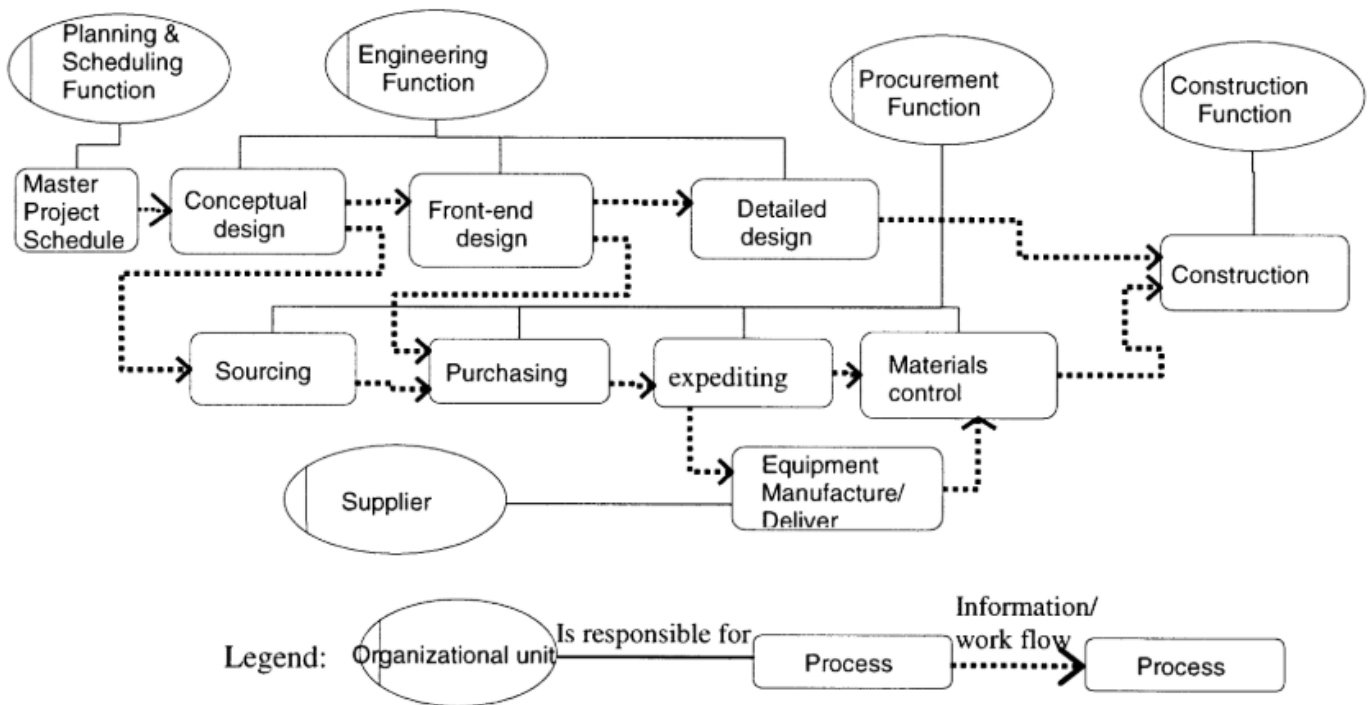 Planning &
Scheduling
Function
Engineering
Function
Procurement
Function
Construction
Function
Master
Project
Schedule
Conceptual
design
Front-end
design
Detailed
design
Construction
Sourcing
Purchasing
expediting
Materials
control
Supplier
Equipment
Manufacture/
Deliver
Legend:
Organizational unit
Is responsible for
Process
Information/
work flow
Process